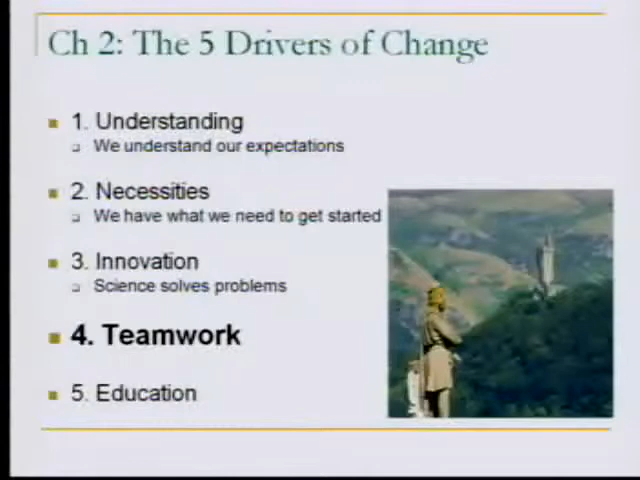 Ch 2: The 5 Drivers of Change
1. Understanding
We understand our expectations
2. Necessities
We have what we need to get started
3. Innovation
Science solves problems
4. Teamwork
5. Education